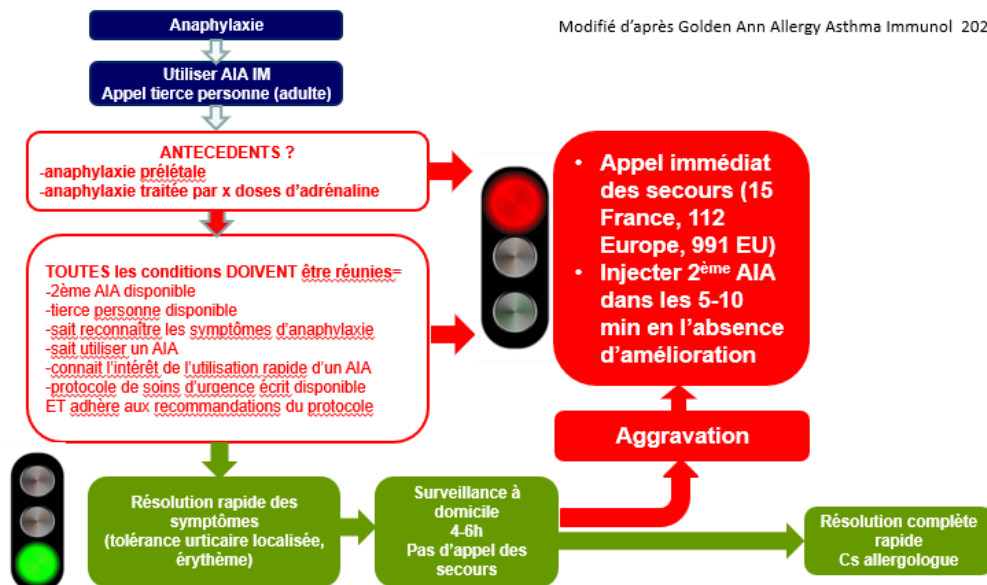 Anaphylaxie
Modifié d'après Golden Ann Allergy Asthma Immunol 202
Utiliser AIA IM
Appel tierce personne (adulte)
ANTECEDENTS ?
-anaphylaxie prélétale
-anaphylaxie traitée par x doses d'adrénaline
• Appel immédiat
des secours (15
France, 112
Europe, 991 EU)
• Injecter 2ème AIA
dans les 5-10
min en l'absence
d'amélioration
TOUTES les conditions DOIVENT être réunies=
-2ème AIA disponible
-tierce personne disponible
-sait reconnaître les symptômes d'anaphylaxie
-sait utiliser un AIA
-connait l'intérêt de l'utilisation rapide d'un AIA
-protocole de soins d'urgence écrit disponible
ET adhère aux recommandations du protocole
Aggravation
Résolution rapide des
symptômes
(tolérance urticaire localisée,
érythème)
Surveillance à
domicile
4-6h
Pas d'appel des
secours
Résolution complète
rapide
Cs allergologue